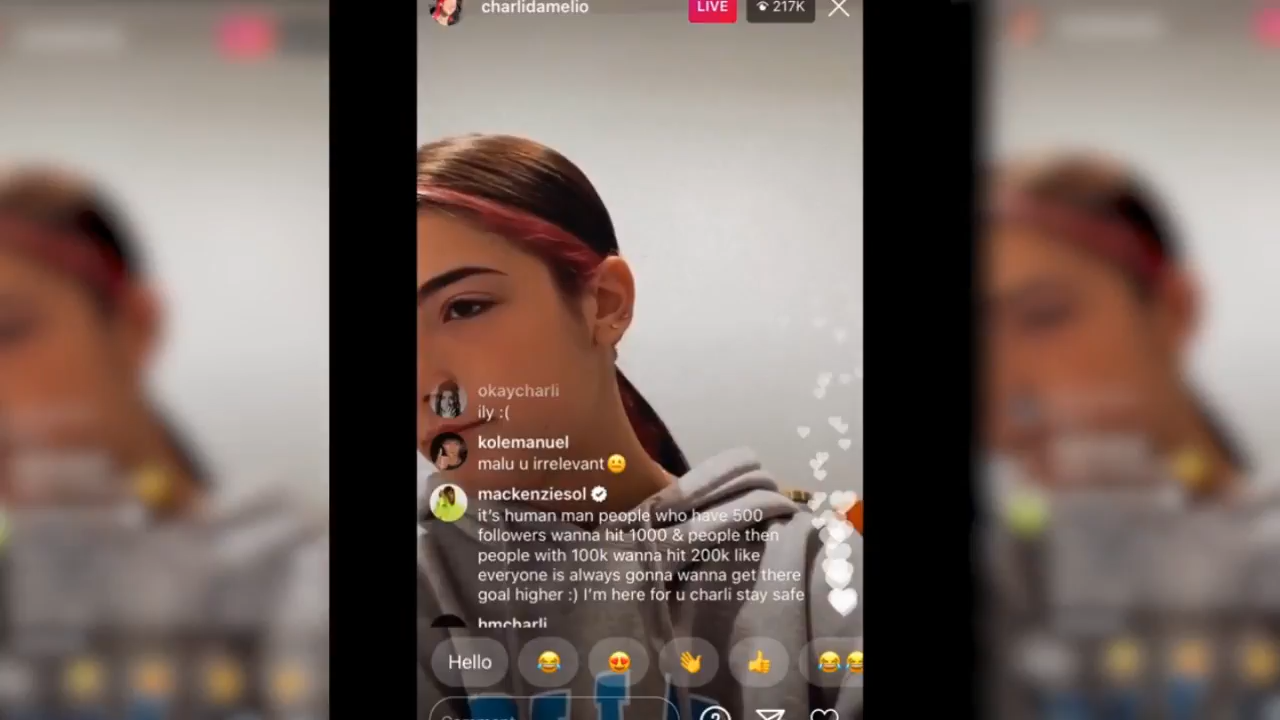 charlidamelio LIVE 217K
okaycharli
ily :(
kolemanuel
malu u irrelevant😐
mackenziesol
it's human man people who have 500
followers wanna hit 1000 & people then
people with 100k wanna hit 200k like
everyone is always gonna wanna get there
goal higher :) I'm here for u charli stay safe
hmcharli
Hello 😂 😍 👋 👍 😂😂
Comment